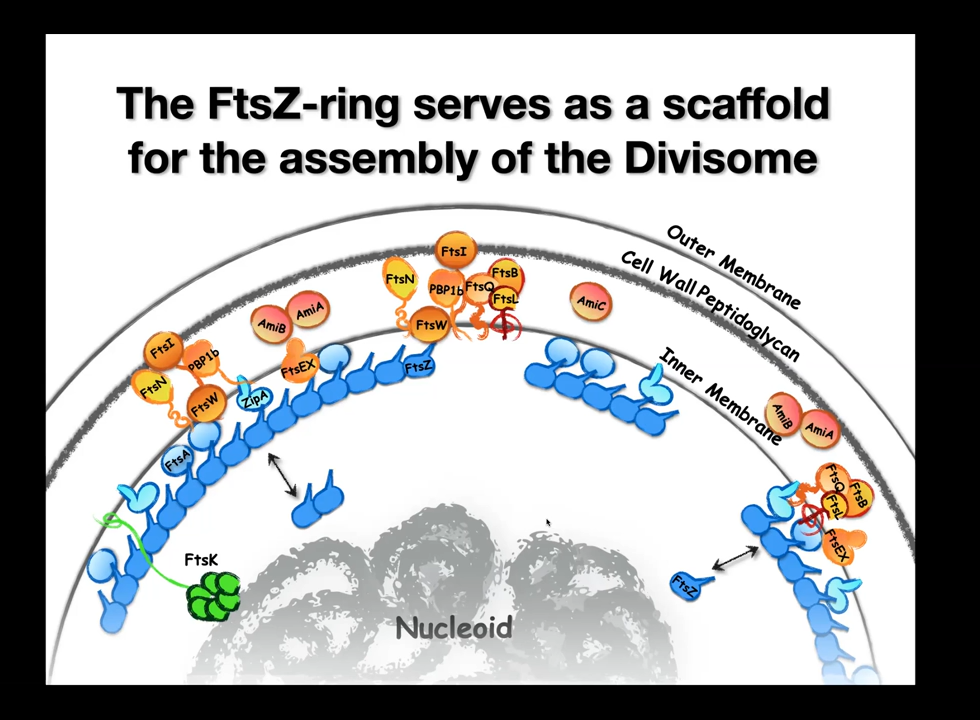 The FtsZ-ring serves as a scaffold
for the assembly of the Divisome
Outer Membrane
Cell Wall Peptidoglycan
Inner Membrane
FtsI
FtsN
PBP1b
FtsQ
FtsB
FtsL
FtsW
FtsZ
AmiC
AmiB
AmiA
FtsEX
FtsI
PBP1b
FtsN
FtsW
ZipA
FtsA
FtsK
AmiB
AmiA
FtsQ
FtsB
FtsL
FtsEX
FtsZ
Nucleoid